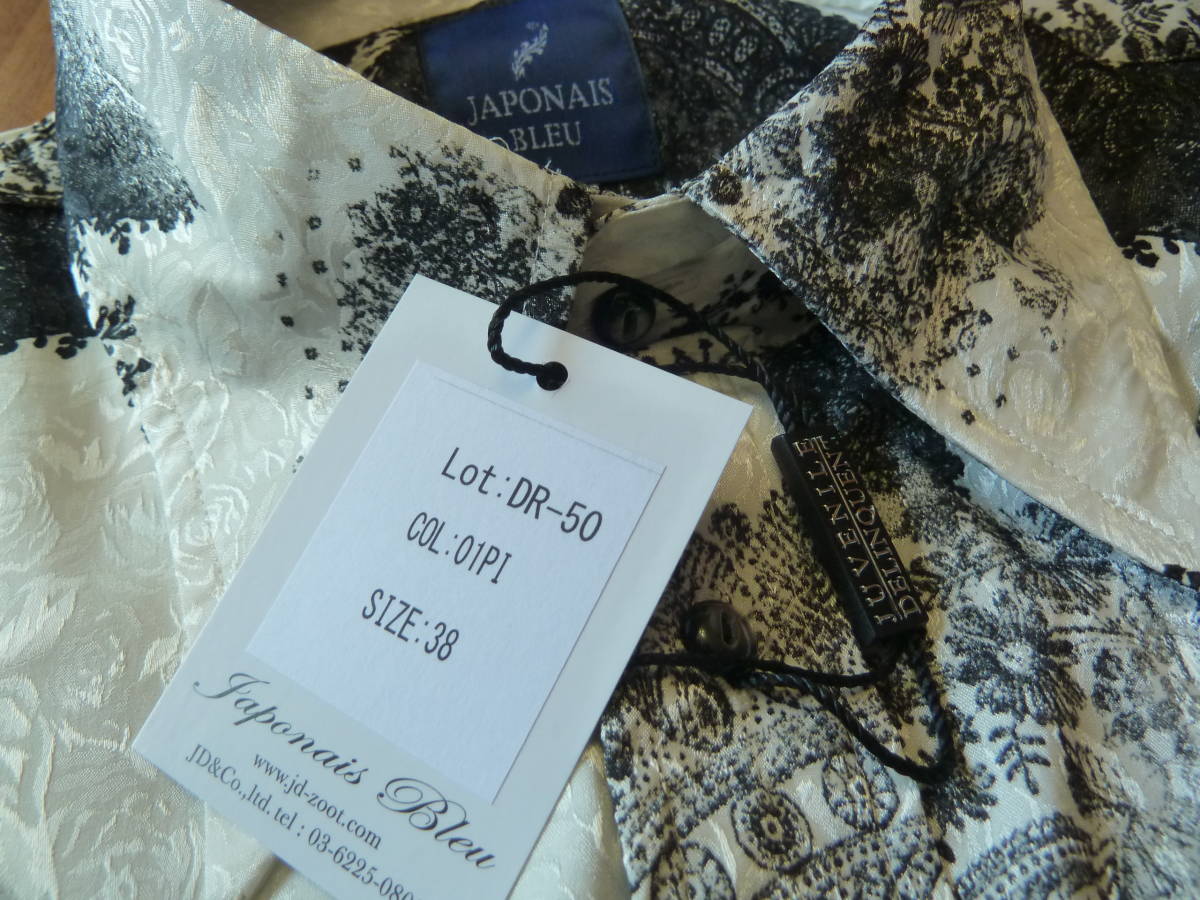 JAPONAIS
BLEU
Lot:DR-50
COL:01PI
SIZE:38
Japonais Bleu
www.jd-zoot.com
JD&Co.,ltd. tel : 03-6225-080
JUVENILE
DELINQUENT